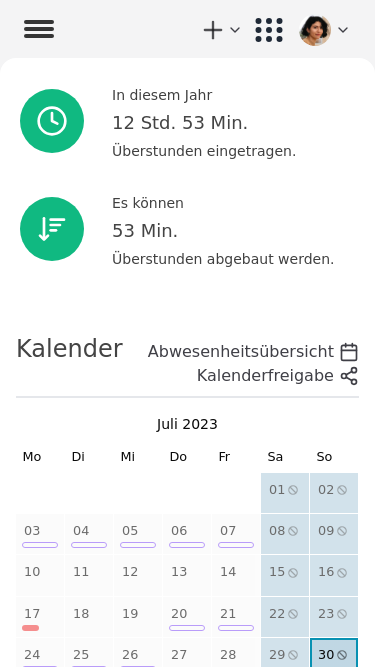 In diesem Jahr
12 Std. 53 Min.
Überstunden eingetragen.
Es können
53 Min.
Überstunden abgebaut werden.
Kalender
Abwesenheitsübersicht
Kalenderfreigabe
Juli 2023
Mo Di Mi Do Fr Sa So
01 02
03 04 05 06 07 08 09
10 11 12 13 14 15 16
17 18 19 20 21 22 23
24 25 26 27 28 29 30